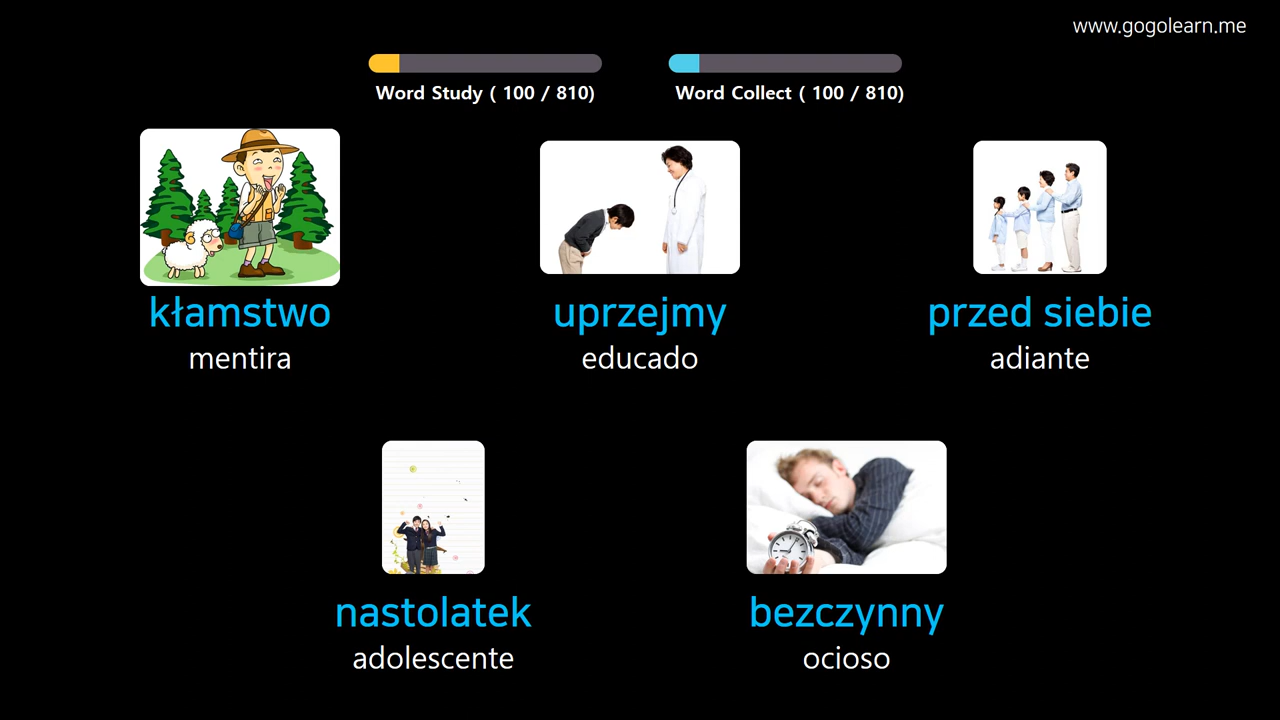 www.gogolearn.me
Word Study ( 100 / 810)
Word Collect ( 100 / 810)
kłamstwo
mentira
uprzejmy
educado
przed siebie
adiante
nastolatek
adolescente
bezczynny
ocioso